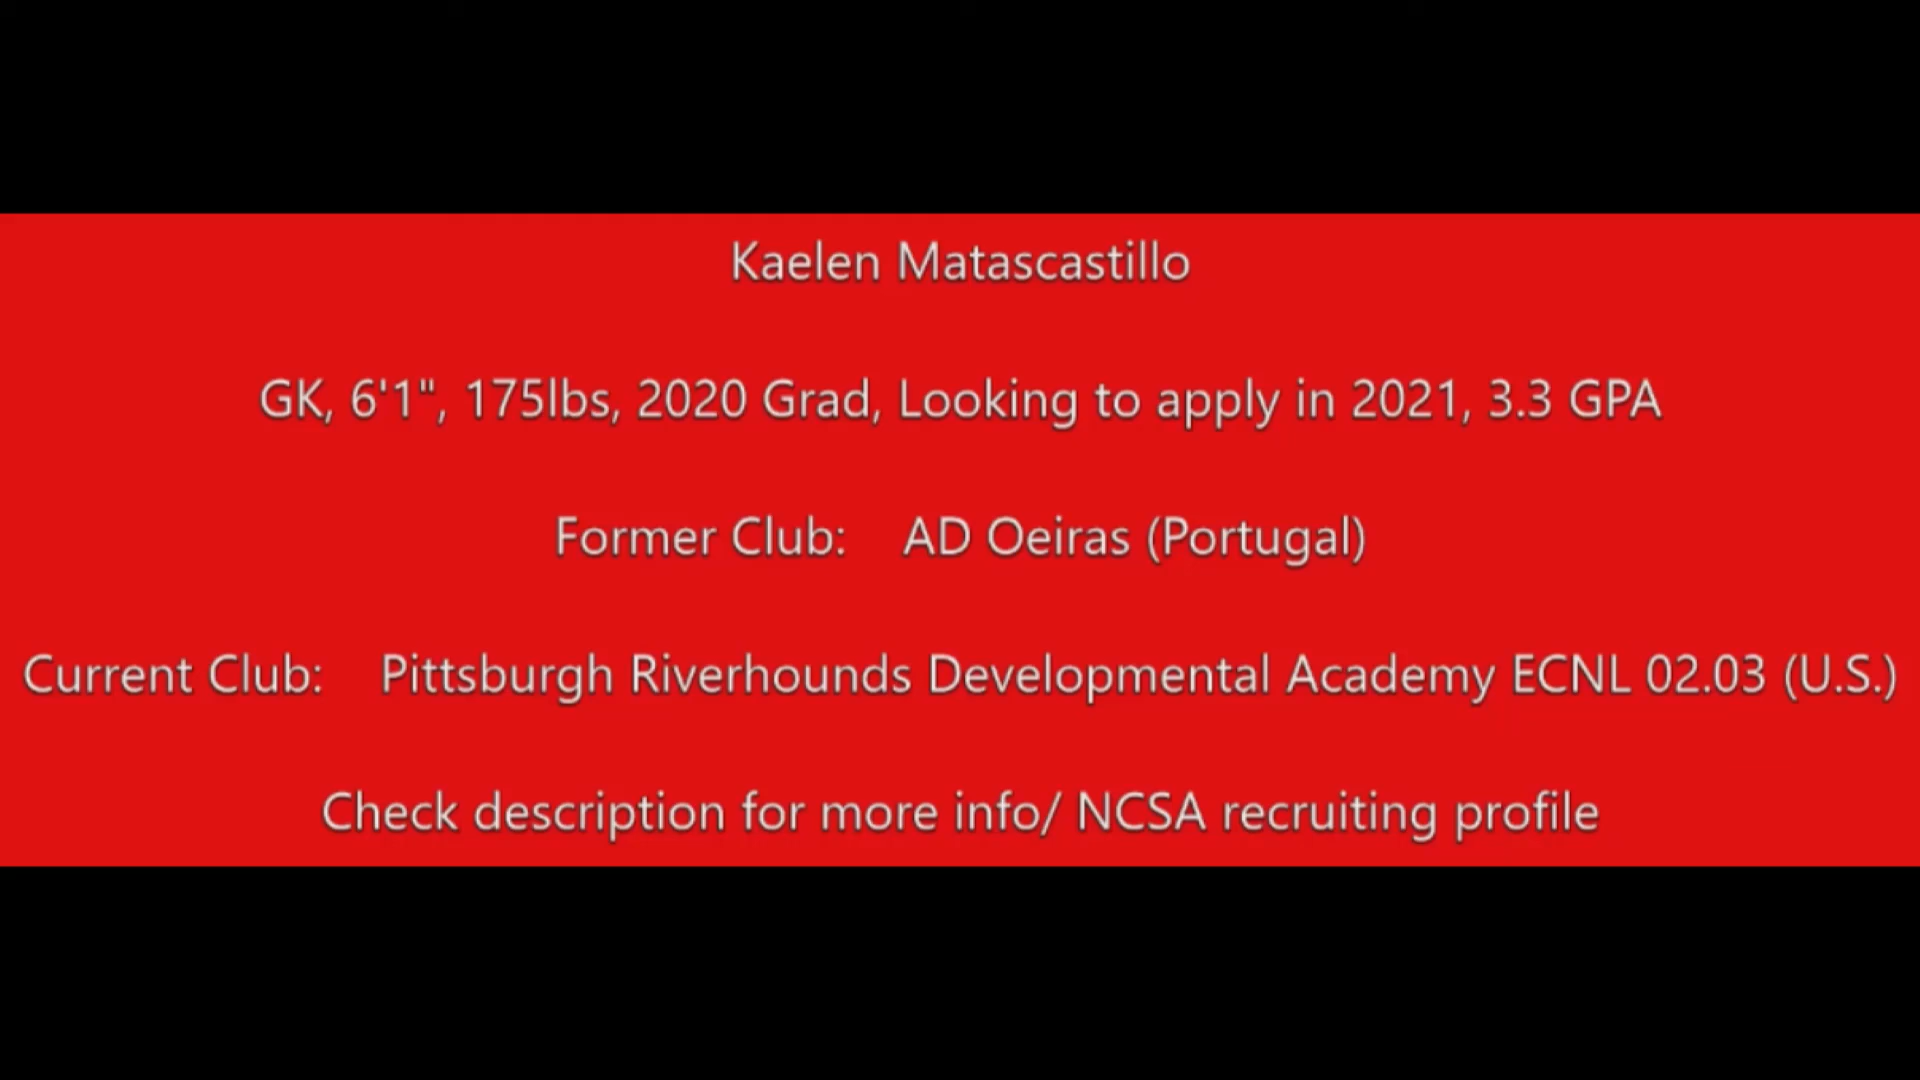 Kaelen Matascastillo
GK, 6'1", 175lbs, 2020 Grad, Looking to apply in 2021, 3.3 GPA
Former Club: AD Oeiras (Portugal)
Current Club: Pittsburgh Riverhounds Developmental Academy ECNL 02.03 (U.S.)
Check description for more info/ NCSA recruiting profile